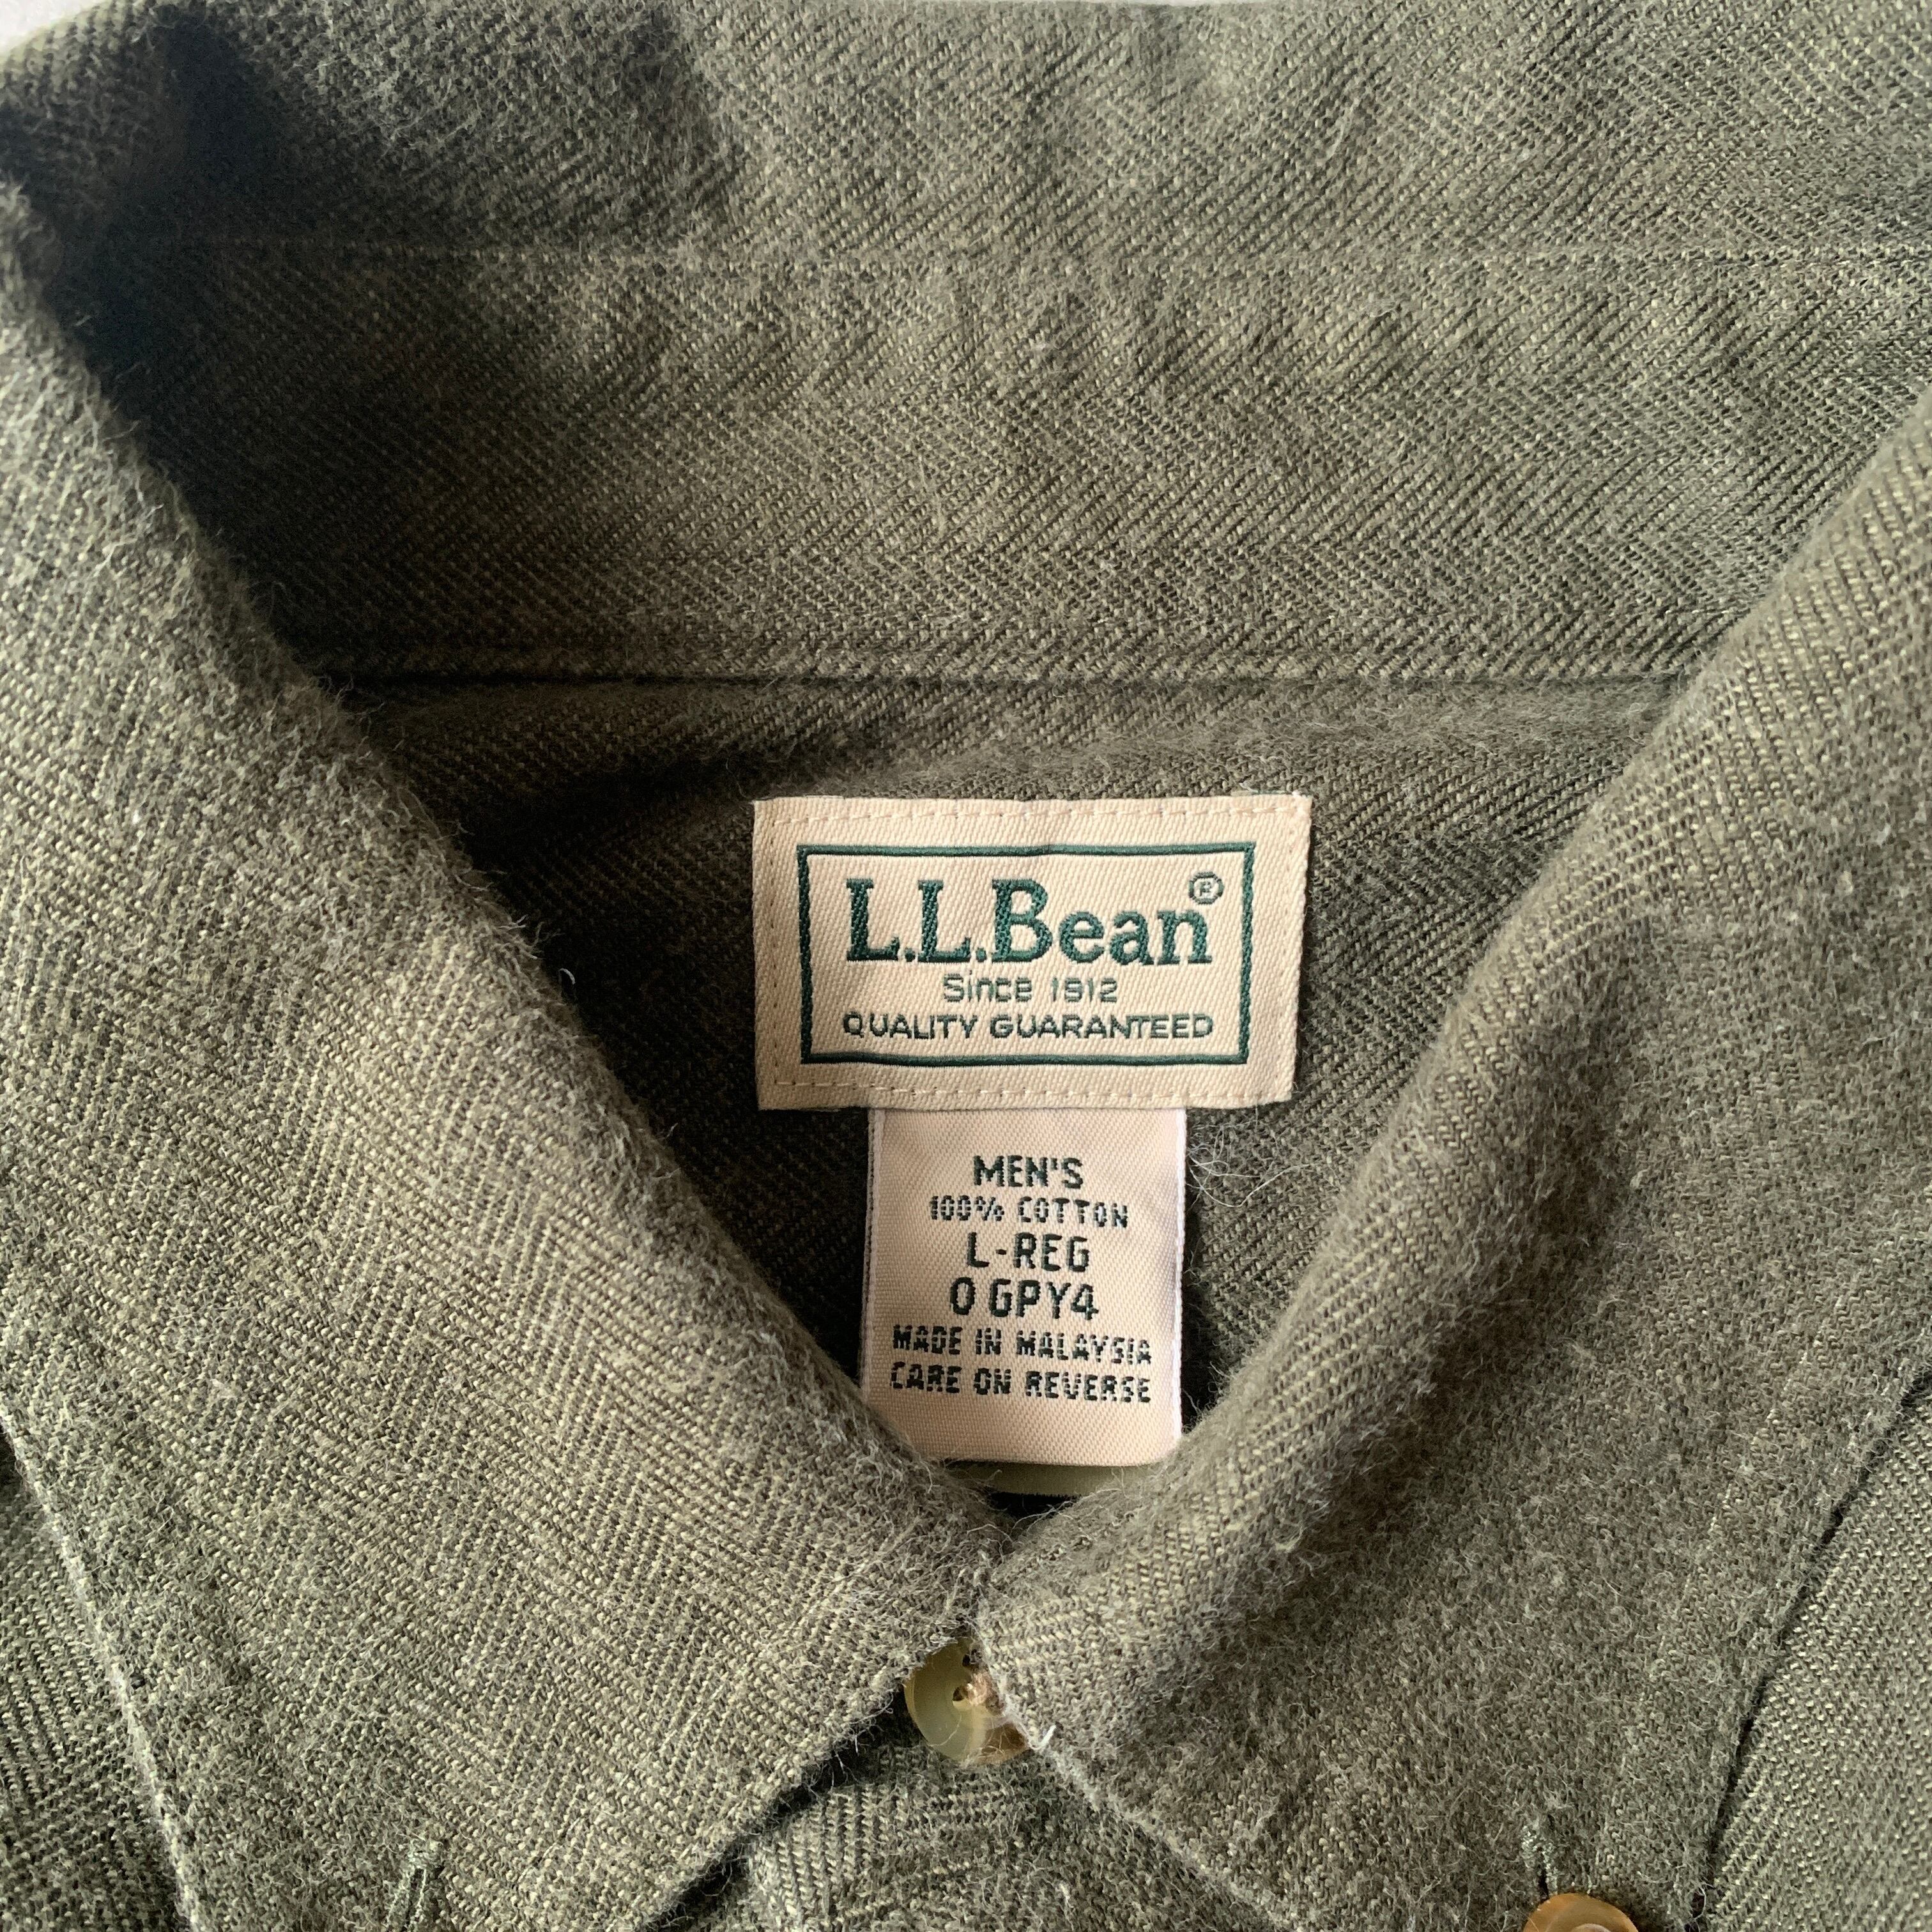 L.L.Bean®
Since 1912
QUALITY GUARANTEED
MEN'S
100% COTTON
L-REG
0 GPY4
MADE IN MALAYSIA
CARE ON REVERSE